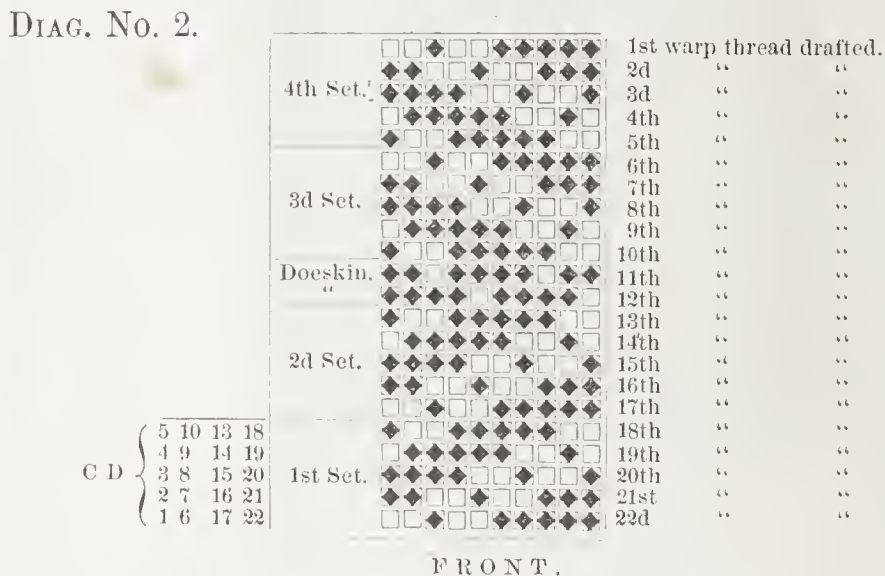 DIAG. No. 2.
1st warp thread drafted.
2d “ “
4th Set. 3d “ “
4th “ “
5th “ “
6th “ “
7th “ “
3d Set. 8th “ “
9th “ “
10th “ “
Doeskin. 11th “ “
“ 12th “ “
13th “ “
14th “ “
2d Set. 15th “ “
16th “ “
17th “ “
5 10 13 18 18th “ “
4 9 14 19 19th “ “
C D 3 8 15 20 1st Set. 20th “ “
2 7 16 21 21st “ “
1 6 17 22 22d “ “
FRONT.